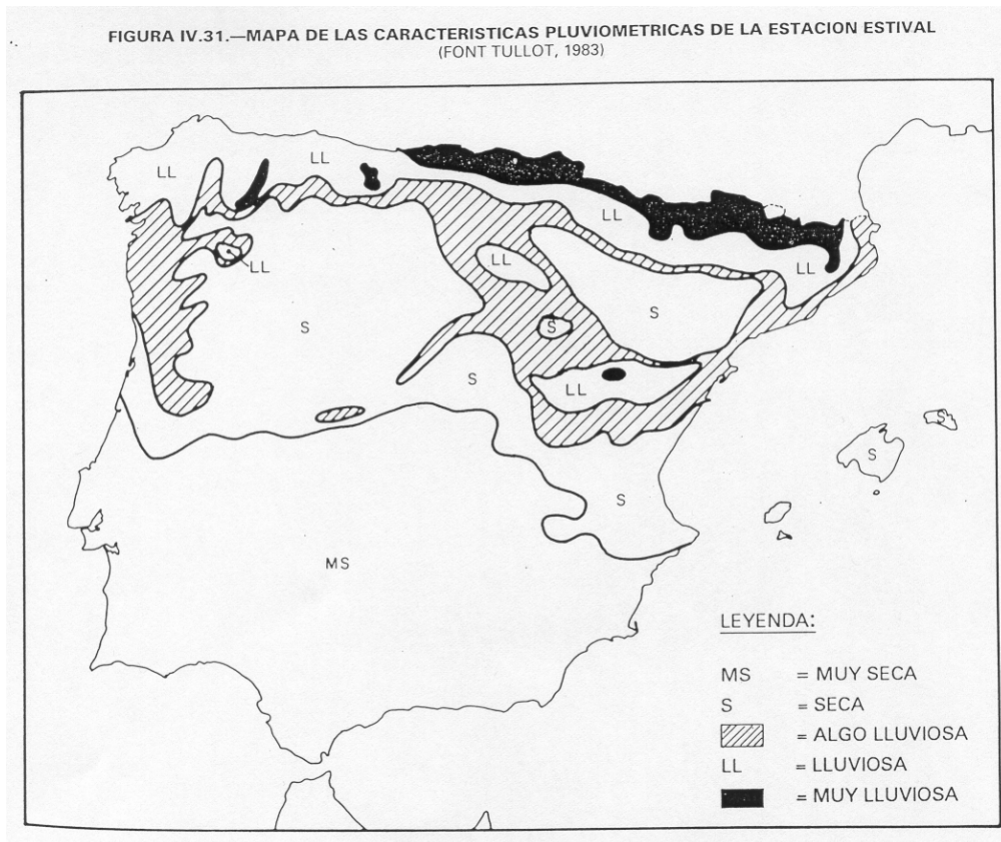 FIGURA IV.31.—MAPA DE LAS CARACTERISTICAS PLUVIOMETRICAS DE LA ESTACION ESTIVAL
(FONT TULLOT, 1983)
LL
LL
LL
LL
LL
LL
S
S
S
S
LL
S
S
S
MS
LEYENDA:
MS = MUY SECA
S = SECA
= ALGO LLUVIOSA
LL = LLUVIOSA
= MUY LLUVIOSA